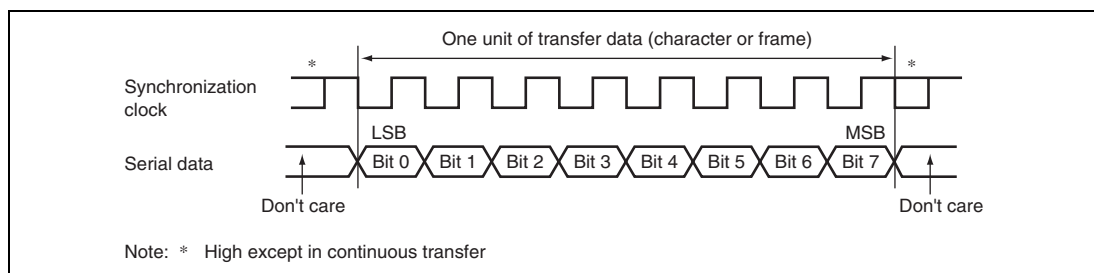 One unit of transfer data (character or frame)
* *
Synchronization
clock
LSB MSB
Serial data Bit 0 Bit 1 Bit 2 Bit 3 Bit 4 Bit 5 Bit 6 Bit 7
Don't care Don't care
Note: * High except in continuous transfer